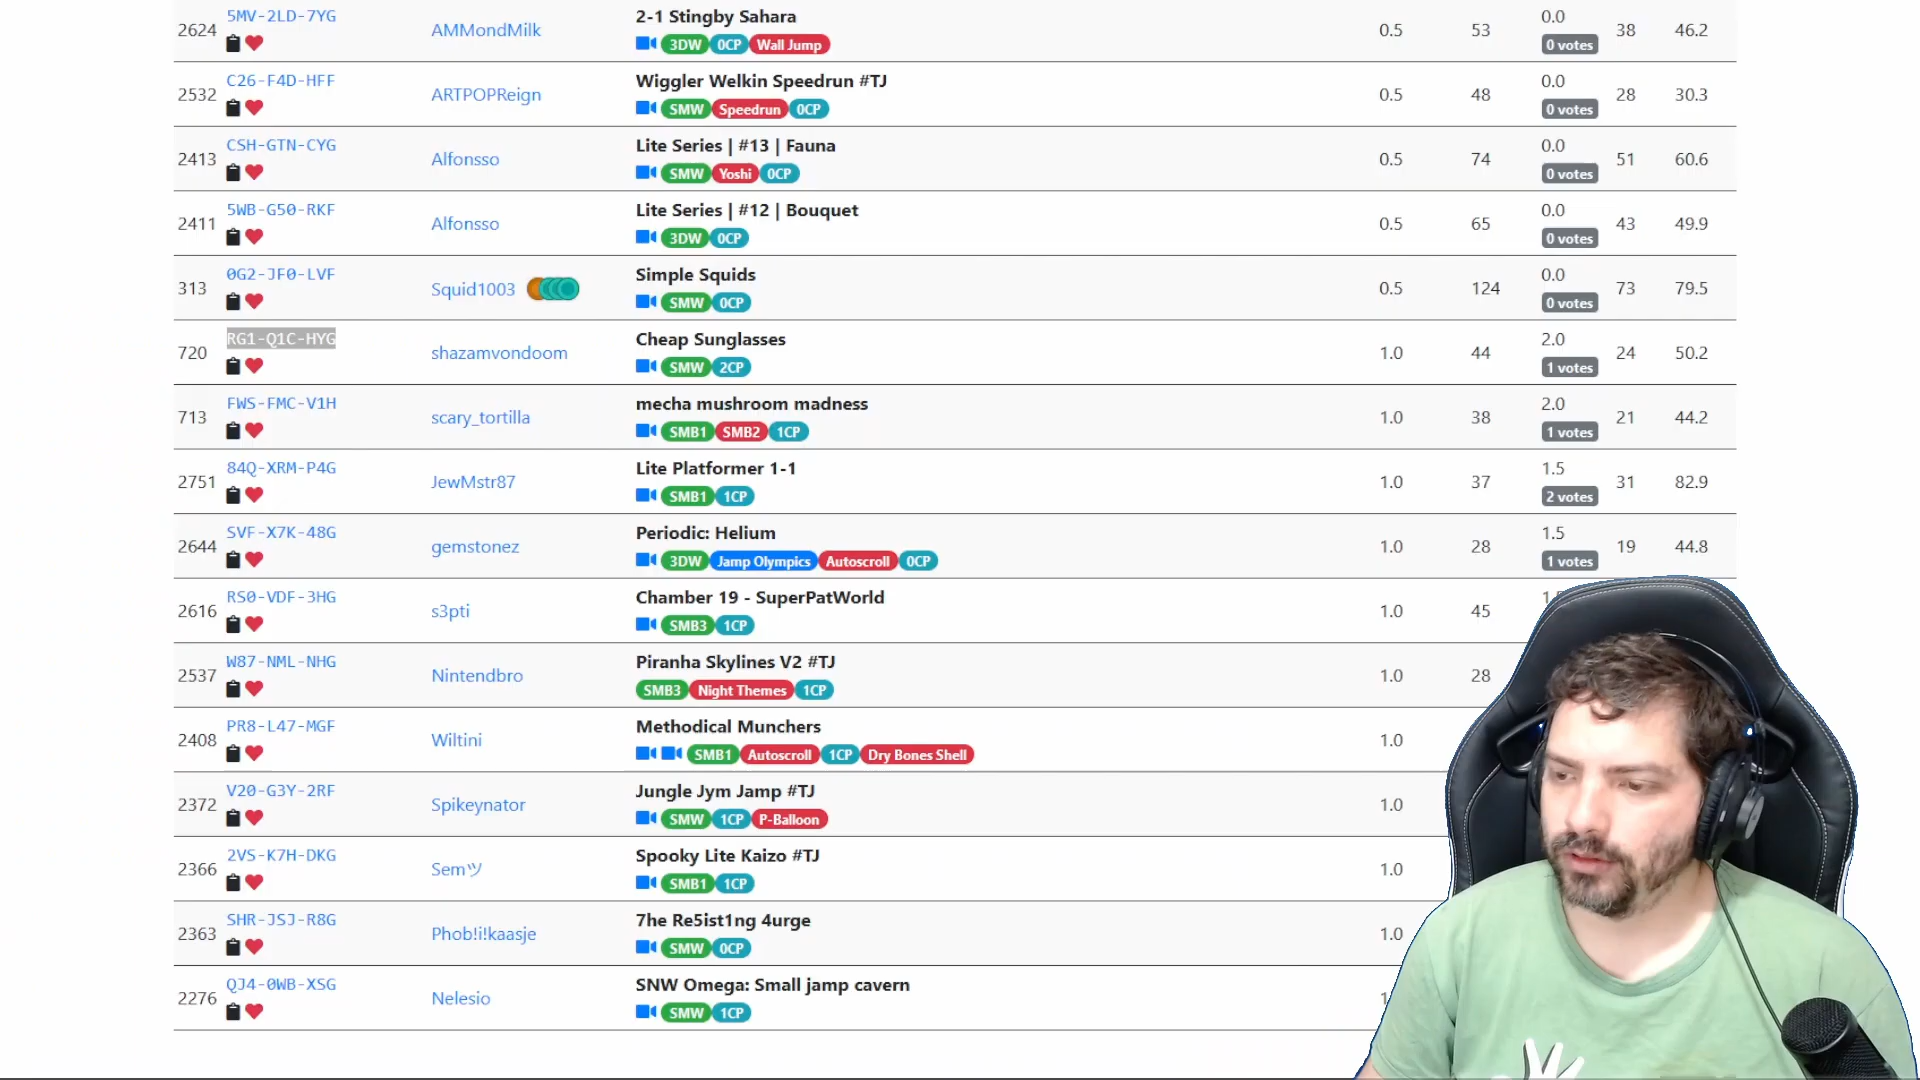 2624 5MV-2LD-7YG AMMondMilk 2-1 Stingby Sahara 0.5 53 0.0 38 46.2
3DW 0CP Wall Jump 0 votes
2532 C26-F4D-HFF ARTPOPReign Wiggler Welkin Speedrun #TJ 0.5 48 0.0 28 30.3
SMW Speedrun 0CP 0 votes
2413 CSH-GTN-CYG Alfonsso Lite Series | #13 | Fauna 0.5 74 0.0 51 60.6
SMW Yoshi 0CP 0 votes
2411 5WB-G50-RKF Alfonsso Lite Series | #12 | Bouquet 0.5 65 0.0 43 49.9
3DW 0CP 0 votes
313 0G2-JF0-LVF Squid1003 Simple Squids 0.5 124 0.0 73 79.5
SMW 0CP 0 votes
720 RG1-Q1C-HYG shazamvondoom Cheap Sunglasses 1.0 44 2.0 24 50.2
SMW 2CP 1 votes
713 FWS-FMC-V1H scary_tortilla mecha mushroom madness 1.0 38 2.0 21 44.2
SMB1 SMB2 1CP 1 votes
2751 84Q-XRM-P4G JewMstr87 Lite Platformer 1-1 1.0 37 1.5 31 82.9
SMB1 1CP 2 votes
2644 SVF-X7K-48G gemstonez Periodic: Helium 1.0 28 1.5 19 44.8
3DW Jamp Olympics Autoscroll 0CP 1 votes
2616 RS0-VDF-3HG s3pti Chamber 19 - SuperPatWorld 1.0 45
SMB3 1CP
2537 W87-NML-NHG Nintendbro Piranha Skylines V2 #TJ 1.0 28
SMB3 Night Themes 1CP
2408 PR8-L47-MGF Wiltini Methodical Munchers 1.0
SMB1 Autoscroll 1CP Dry Bones Shell
2372 V20-G3Y-2RF Spikeynator Jungle Jym Jamp #TJ 1.0
SMW 1CP P-Balloon
2366 2VS-K7H-DKG Semツ Spooky Lite Kaizo #TJ 1.0
SMB1 1CP
2363 SHR-JSJ-R8G Phob!i!kaasje 7he Re5ist1ng 4urge 1.0
SMW 0CP
2276 QJ4-0WB-XSG Nelesio SNW Omega: Small jamp cavern
SMW 1CP